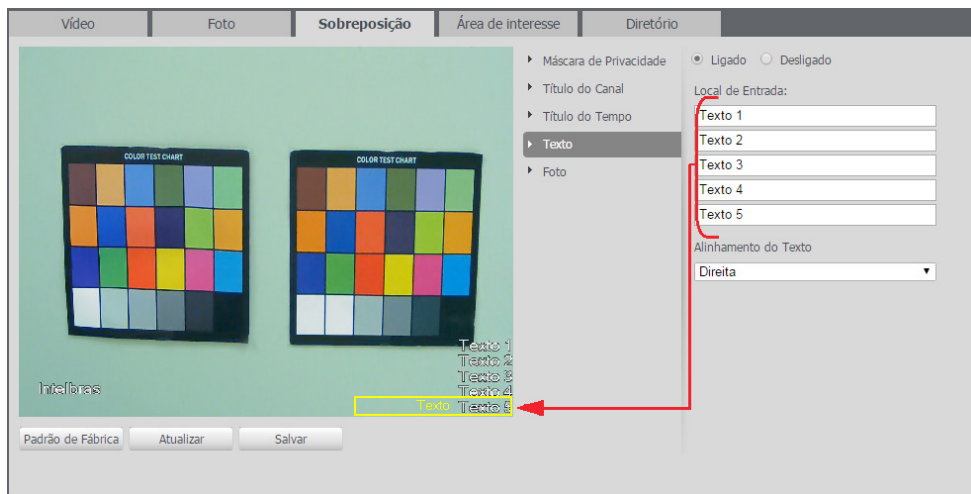 Vídeo
Foto
Sobreposição
Área de interesse
Diretório
COLOR TEST CHART
COLOR TEST CHART
Texto 1
Texto 2
Texto 3
Texto 4
Texto Texto 5
Intelbras
Máscara de Privacidade
Título do Canal
Título do Tempo
Texto
Foto
Ligado
Desligado
Local de Entrada:
Texto 1
Texto 2
Texto 3
Texto 4
Texto 5
Alinhamento do Texto
Direita
Padrão de Fábrica
Atualizar
Salvar